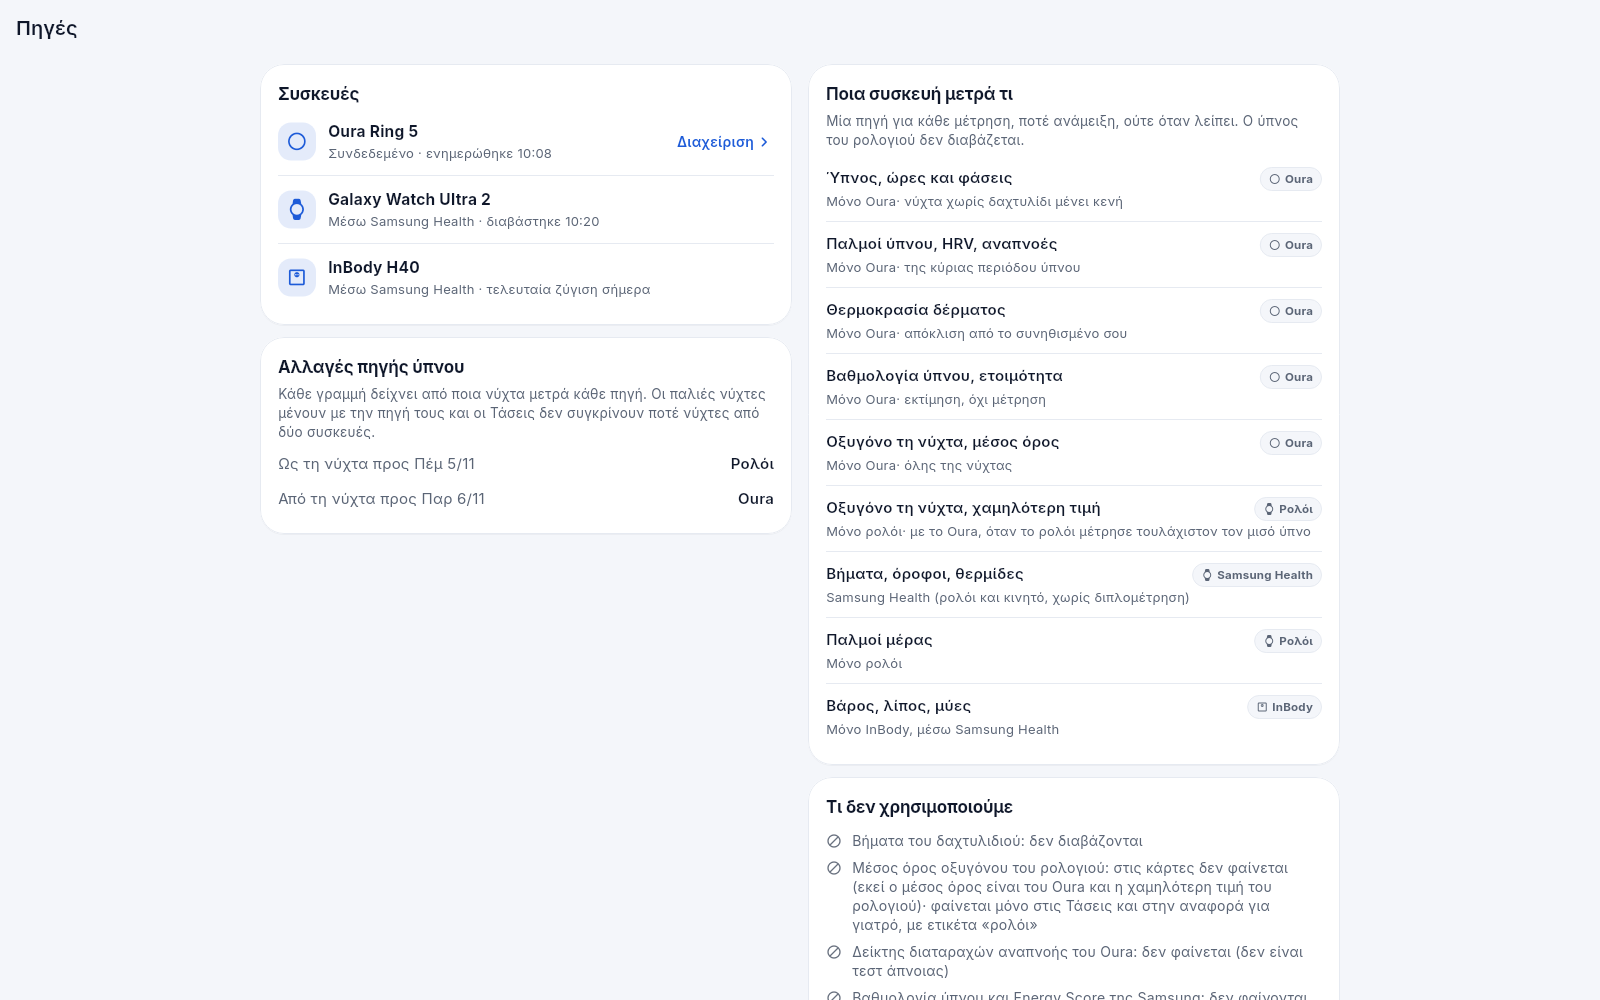 Πηγές
Συσκευές
Oura Ring 5
Συνδεδεμένο · ενημερώθηκε 10:08
Διαχείριση
Galaxy Watch Ultra 2
Μέσω Samsung Health · διαβάστηκε 10:20
InBody H40
Μέσω Samsung Health · τελευταία ζύγιση σήμερα
Αλλαγές πηγής ύπνου
Κάθε γραμμή δείχνει από ποια νύχτα μετρά κάθε πηγή. Οι παλιές νύχτες
μένουν με την πηγή τους και οι Τάσεις δεν συγκρίνουν ποτέ νύχτες από
δύο συσκευές.
Ως τη νύχτα προς Πέμ 5/11
Ρολόι
Από τη νύχτα προς Παρ 6/11
Oura
Ποια συσκευή μετρά τι
Μία πηγή για κάθε μέτρηση, ποτέ ανάμειξη, ούτε όταν λείπει. Ο ύπνος
του ρολογιού δεν διαβάζεται.
Ύπνος, ώρες και φάσεις
Oura
Μόνο Oura· νύχτα χωρίς δαχτυλίδι μένει κενή
Παλμοί ύπνου, HRV, αναπνοές
Oura
Μόνο Oura· της κύριας περιόδου ύπνου
Θερμοκρασία δέρματος
Oura
Μόνο Oura· απόκλιση από το συνηθισμένο σου
Βαθμολογία ύπνου, ετοιμότητα
Oura
Μόνο Oura· εκτίμηση, όχι μέτρηση
Οξυγόνο τη νύχτα, μέσος όρος
Oura
Μόνο Oura· όλης της νύχτας
Οξυγόνο τη νύχτα, χαμηλότερη τιμή
Ρολόι
Μόνο ρολόι· με το Oura, όταν το ρολόι μέτρησε τουλάχιστον τον μισό ύπνο
Βήματα, όροφοι, θερμίδες
Samsung Health
Samsung Health (ρολόι και κινητό, χωρίς διπλομέτρηση)
Παλμοί μέρας
Ρολόι
Μόνο ρολόι
Βάρος, λίπος, μύες
InBody
Μόνο InBody, μέσω Samsung Health
Τι δεν χρησιμοποιούμε
Βήματα του δαχτυλιδιού: δεν διαβάζονται
Μέσος όρος οξυγόνου του ρολογιού: στις κάρτες δεν φαίνεται
(εκεί ο μέσος όρος είναι του Oura και η χαμηλότερη τιμή του
ρολογιού)· φαίνεται μόνο στις Τάσεις και στην αναφορά για
γιατρό, με ετικέτα «ρολόι»
Δείκτης διαταραχών αναπνοής του Oura: δεν φαίνεται (δεν είναι
τεστ άπνοιας)
Βαθμολογία ύπνου και Energy Score της Samsung: δεν φαίνονται